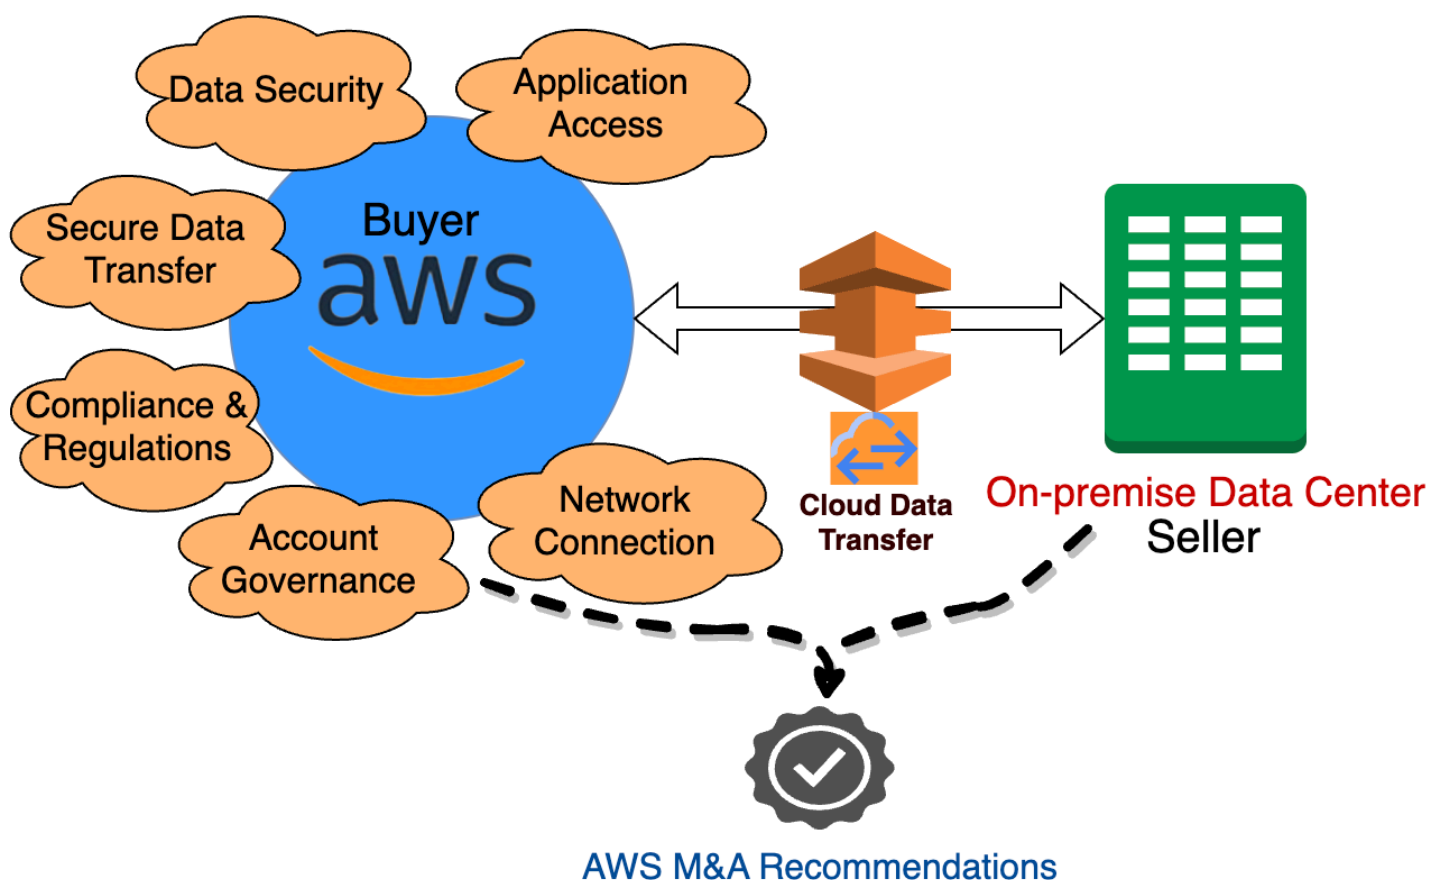 Data Security
Application
Access
Secure Data
Transfer
Buyer
aws
Compliance &
Regulations
Account
Governance
Network
Connection
Cloud Data
Transfer
On-premise Data Center
Seller
AWS M&A Recommendations